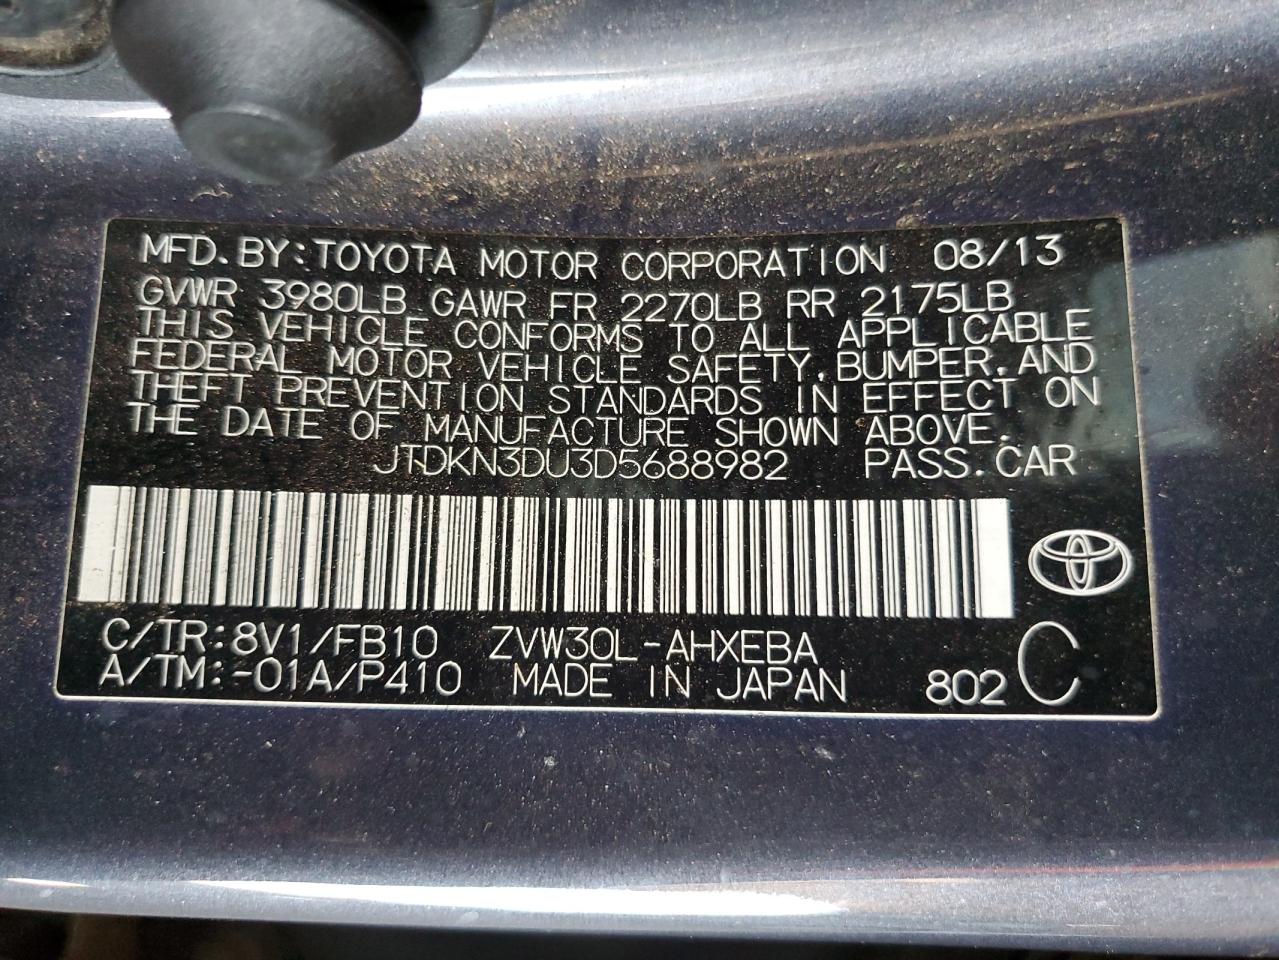 MFD. BY: TOYOTA MOTOR CORPORATION 08/13
GVWR 3980LB GAWR FR 2270LB RR 2175LB
THIS VEHICLE CONFORMS TO ALL APPLICABLE
FEDERAL MOTOR VEHICLE SAFETY, BUMPER, AND
THEFT PREVENTION STANDARDS IN EFFECT ON
THE DATE OF MANUFACTURE SHOWN ABOVE.
JTDKN3DU3D5688982 PASS. CAR
C/TR: 8V1/FB10 ZVW30L-AHXEBA
A/TM: -01A/P410 MADE IN JAPAN 802 C